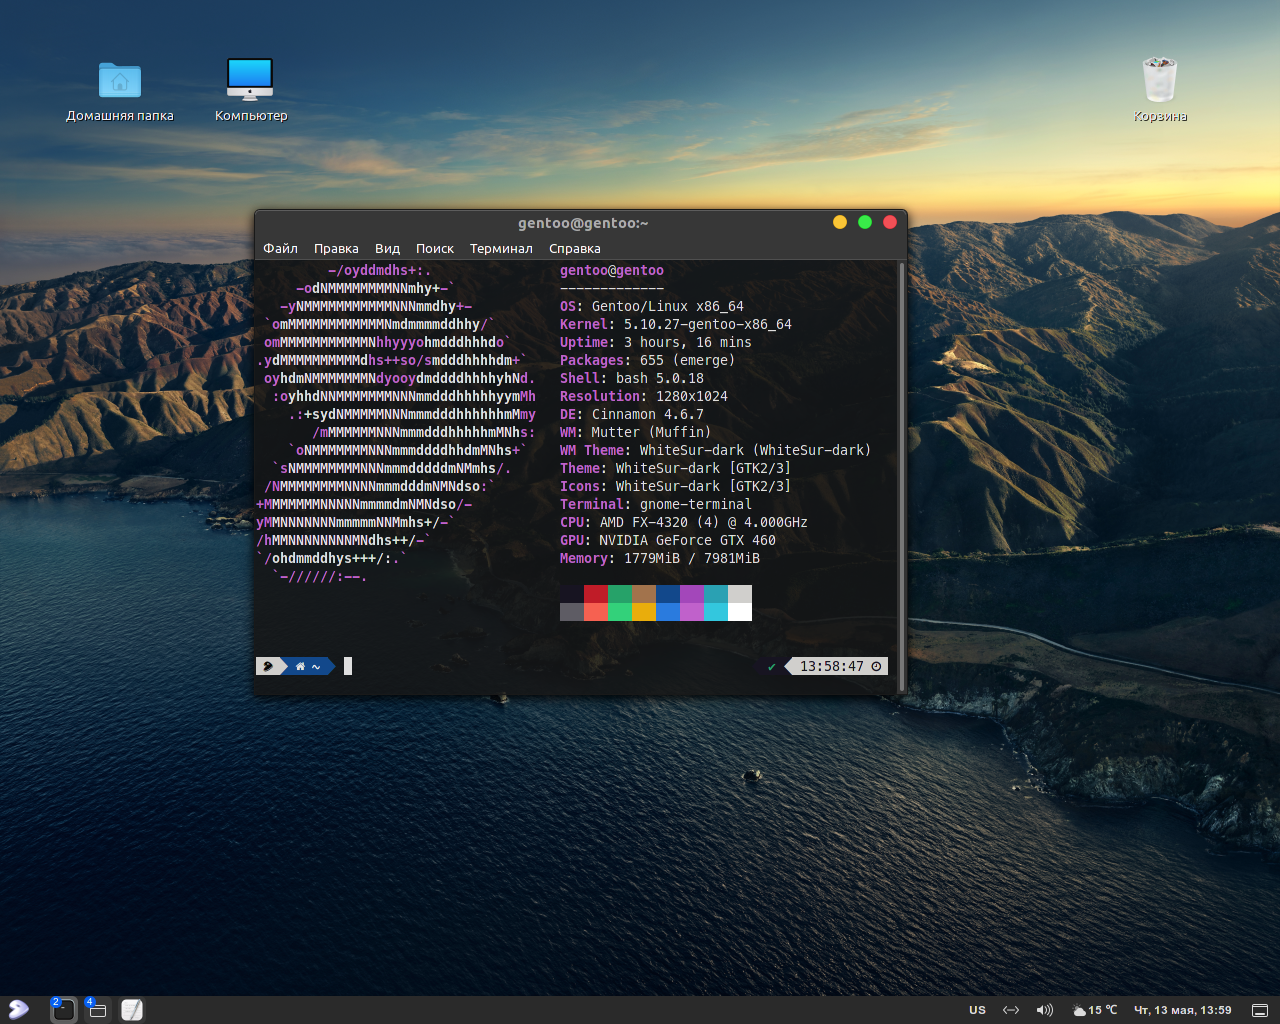 Домашняя папка
Компьютер
Корзина
gentoo@gentoo:~
Файл Правка Вид Поиск Терминал Справка
-/oyddmdhs+:.
-odNMMMMMMMMNNmhy+-`
-yNMMMMMMMMMMMNNNmmdhy+-
`omMMMMMMMMMMMMNmdmmmmddhhy/`
omMMMMMMMMMMMNhhyyyohmdddhhhdo`
.ydMMMMMMMMMMdhs++so/smdddhhhhdm+`
oyhdmNMMMMMMMNdyooydmddddhhhhyhNd.
:oyhhdNNMMMMMMMNNNmmdddhhhhhyymMh
.:+sydNMMMMMNNNmmmdddhhhhhhmMmy
/mMMMMMMNNNmmmdddhhhhhmMNhs:
`oNMMMMMMMNNNmmmddddhhdmMNhs+`
`sNMMMMMMMMNNNmmmdddddmNMmhs/.
/NMMMMMMMMNNNNmmmdddmNMNdso:`
+MMMMMMMNNNNNmmmmdmNMNdso/-
yMMNNNNNNNmmmmmNNMmhs+/-`
/hMMNNNNNNNNMNdhs++/-`
`/ohdmmddhys+++/:.`
`-//////:--.
gentoo@gentoo
-------------
OS: Gentoo/Linux x86_64
Kernel: 5.10.27-gentoo-x86_64
Uptime: 3 hours, 16 mins
Packages: 655 (emerge)
Shell: bash 5.0.18
Resolution: 1280x1024
DE: Cinnamon 4.6.7
WM: Mutter (Muffin)
WM Theme: WhiteSur-dark (WhiteSur-dark)
Theme: WhiteSur-dark [GTK2/3]
Icons: WhiteSur-dark [GTK2/3]
Terminal: gnome-terminal
CPU: AMD FX-4320 (4) @ 4.000GHz
GPU: NVIDIA GeForce GTX 460
Memory: 1779MiB / 7981MiB
~ ✔ 13:58:47
2 4 US 15 ℃ Чт, 13 мая, 13:59